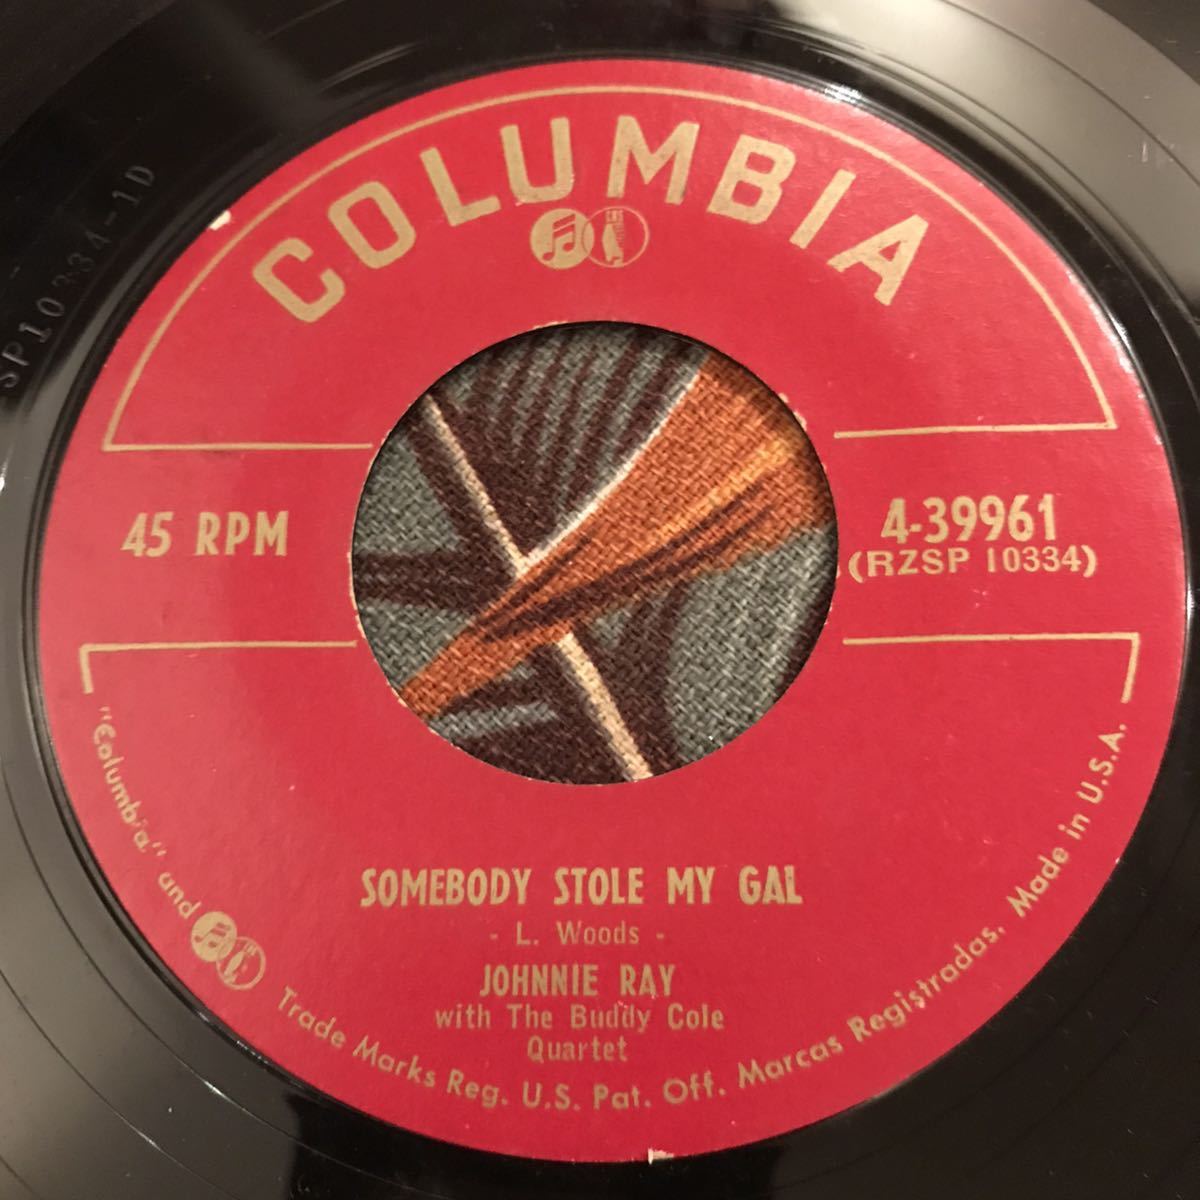 COLUMBIA
CBS
45 RPM
4-39961
(RZSP 10334)
SOMEBODY STOLE MY GAL
- L. Woods -
JOHNNIE RAY
with The Buddy Cole
Quartet
"Columbia" and Trade Marks Reg. U.S. Pat. Off. Marcas Registradas. Made in U.S.A.
SP10334-1D